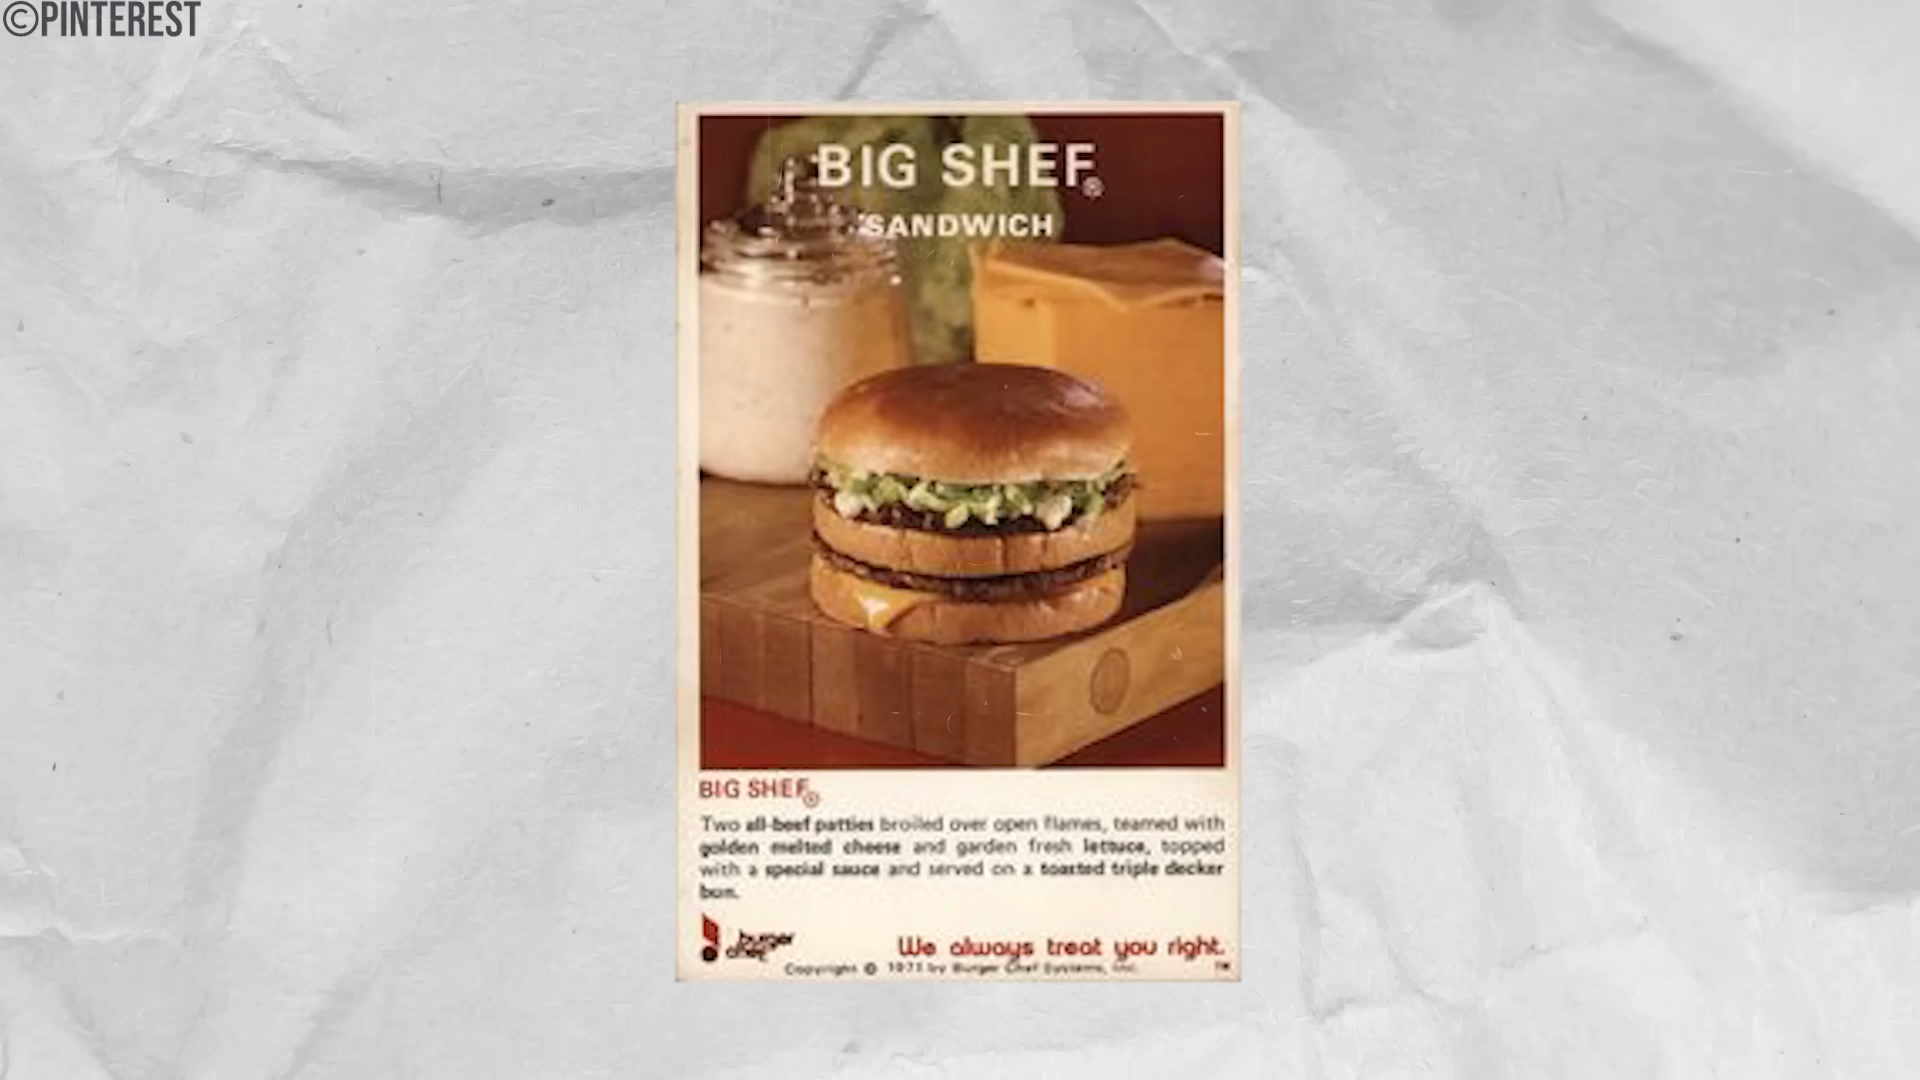 ©PINTEREST
BIG SHEF®
SANDWICH
BIG SHEF®
Two all-beef patties broiled over open flames, teamed with
golden melted cheese and garden fresh lettuce, topped
with a special sauce and served on a toasted triple decker
bun.
burger
chef
We always treat you right.
Copyright © 1971 by Burger Chef Systems, Inc.
TM